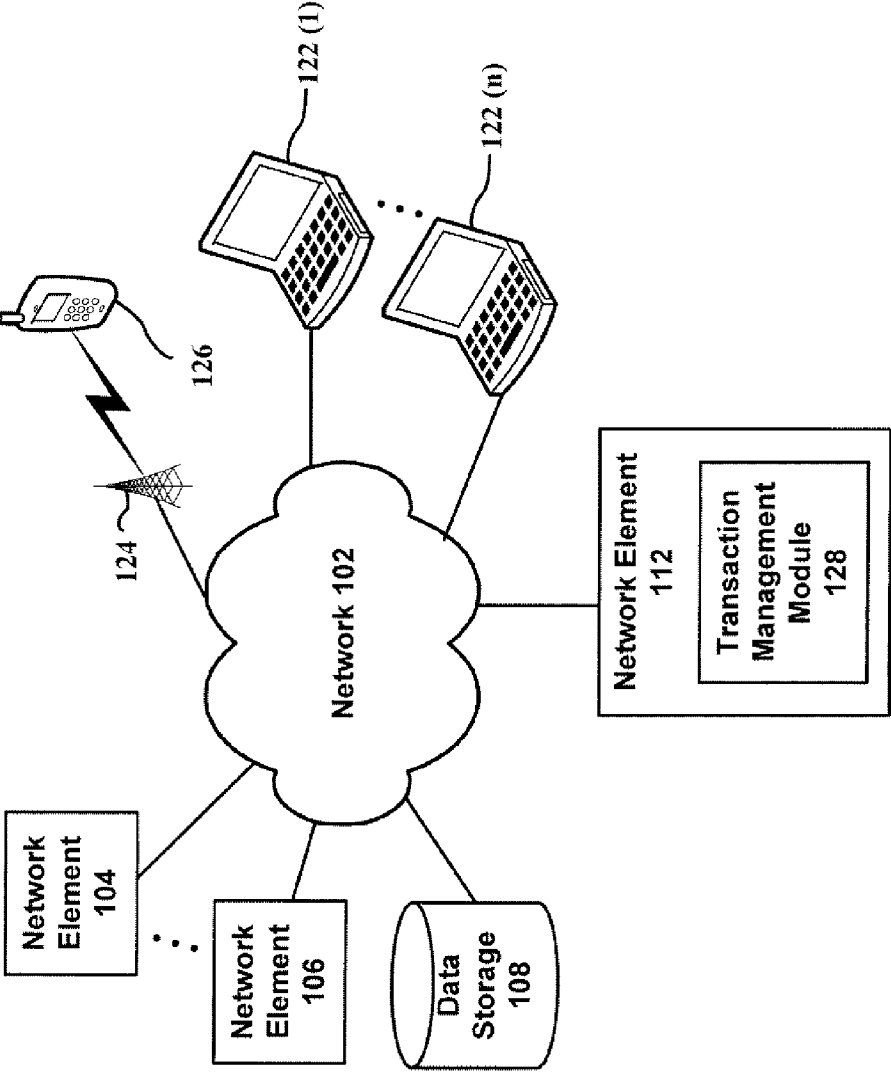 Network
Element
104
Network
Element
106
Data
Storage
108
Network 102
124
126
122 (1)
122 (n)
Network Element
112
Transaction
Management
Module
128